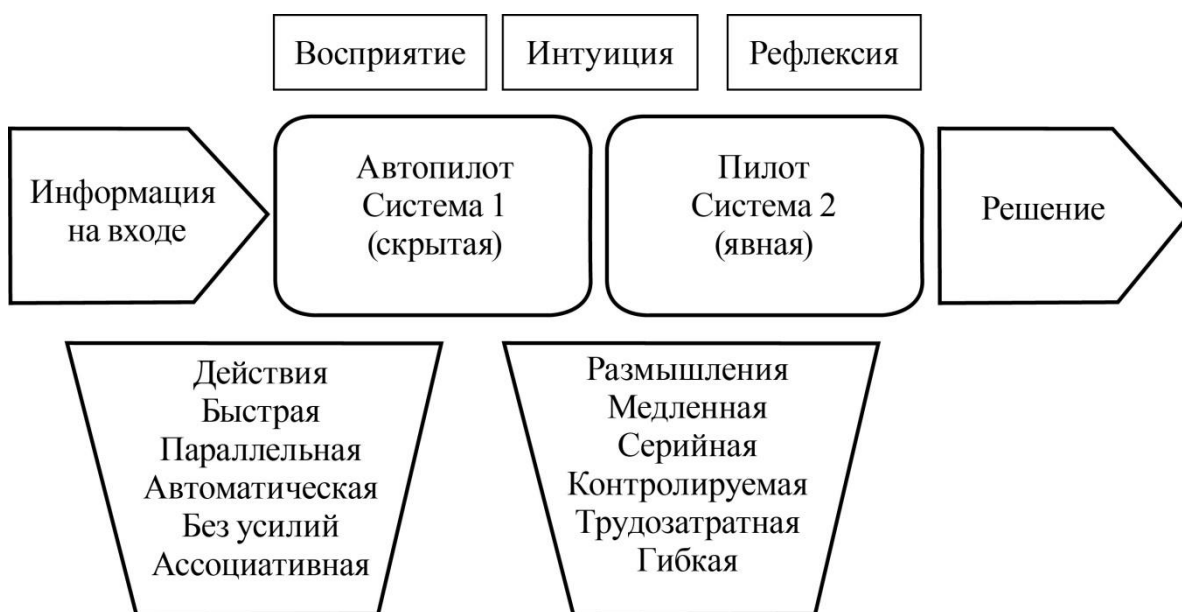 Восприятие
Интуиция
Рефлексия
Информация
на входе
Автопилот
Система 1
(скрытая)
Пилот
Система 2
(явная)
Решение
Действия
Быстрая
Параллельная
Автоматическая
Без усилий
Ассоциативная
Размышления
Медленная
Серийная
Контролируемая
Трудозатратная
Гибкая